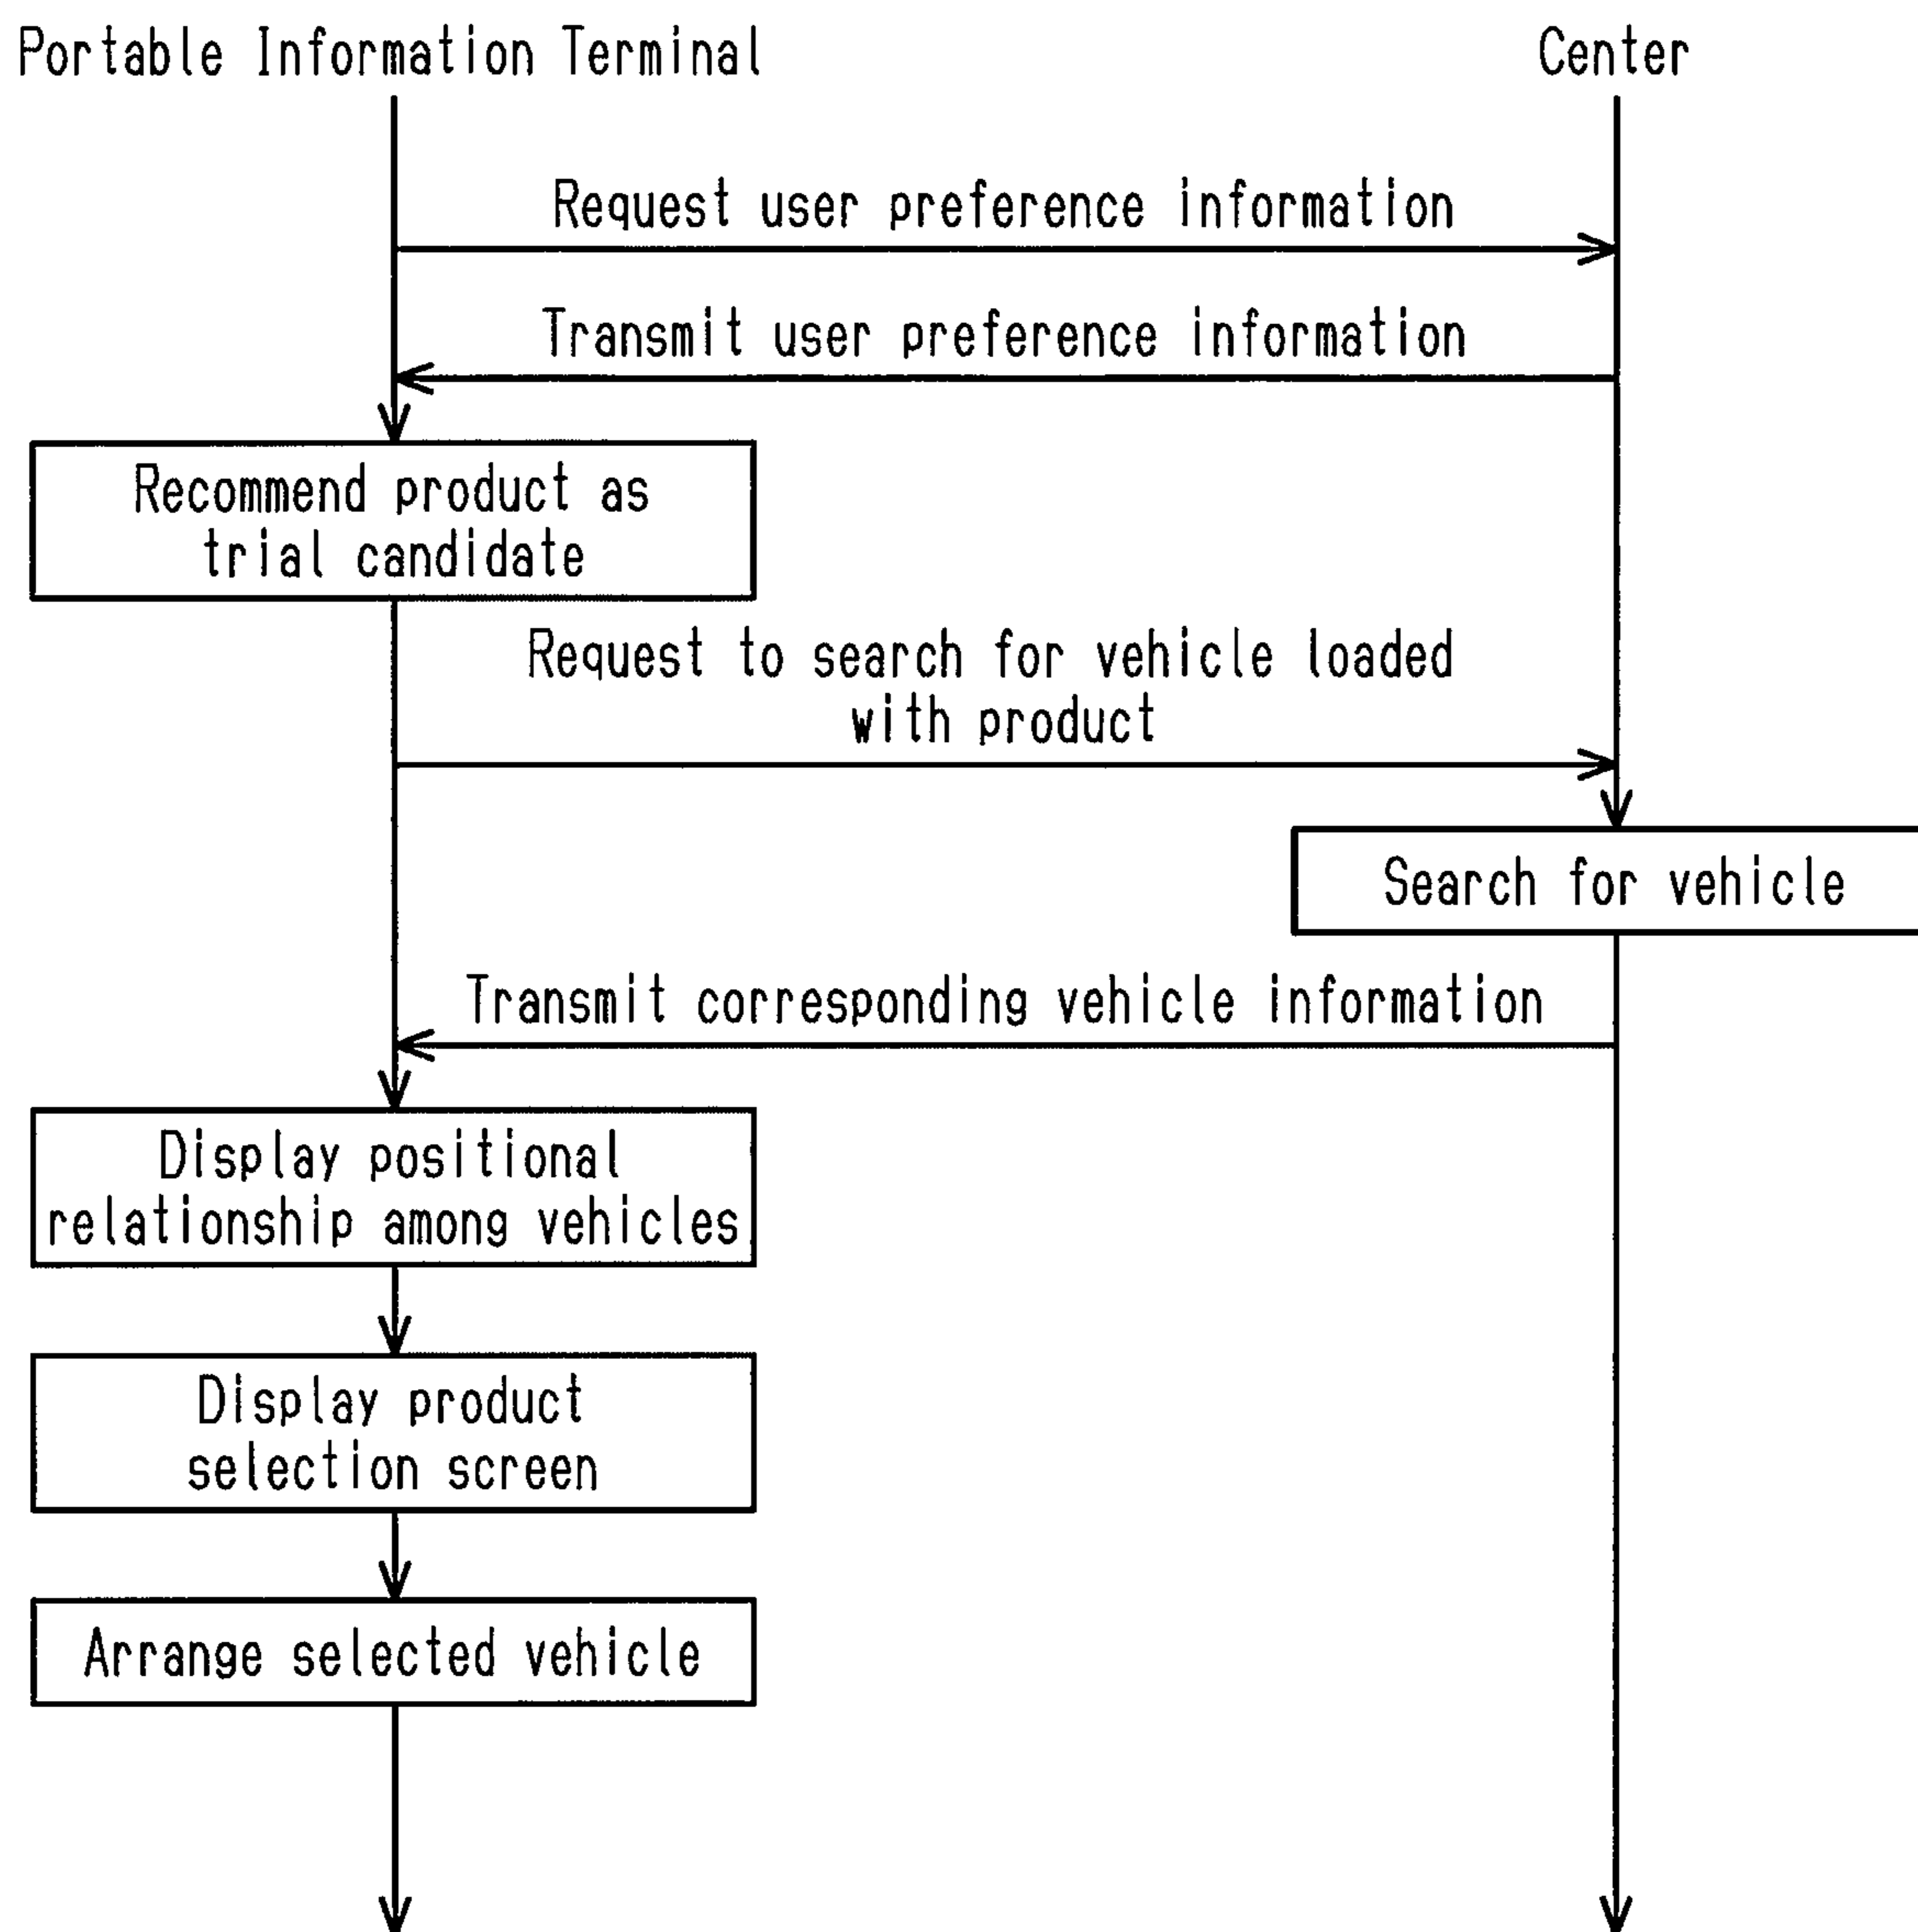 Portable Information Terminal
Center
Request user preference information
Transmit user preference information
Recommend product as
trial candidate
Request to search for vehicle loaded
with product
Search for vehicle
Transmit corresponding vehicle information
Display positional
relationship among vehicles
Display product
selection screen
Arrange selected vehicle